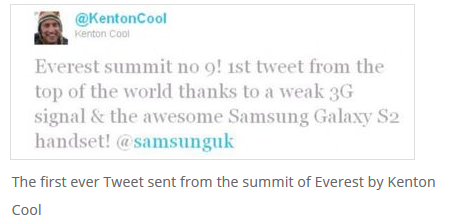 @KentonCool
Kenton Cool
Everest summit no 9! 1st tweet from the
top of the world thanks to a weak 3G
signal & the awesome Samsung Galaxy S2
handset! @samsunguk
The first ever Tweet sent from the summit of Everest by Kenton
Cool